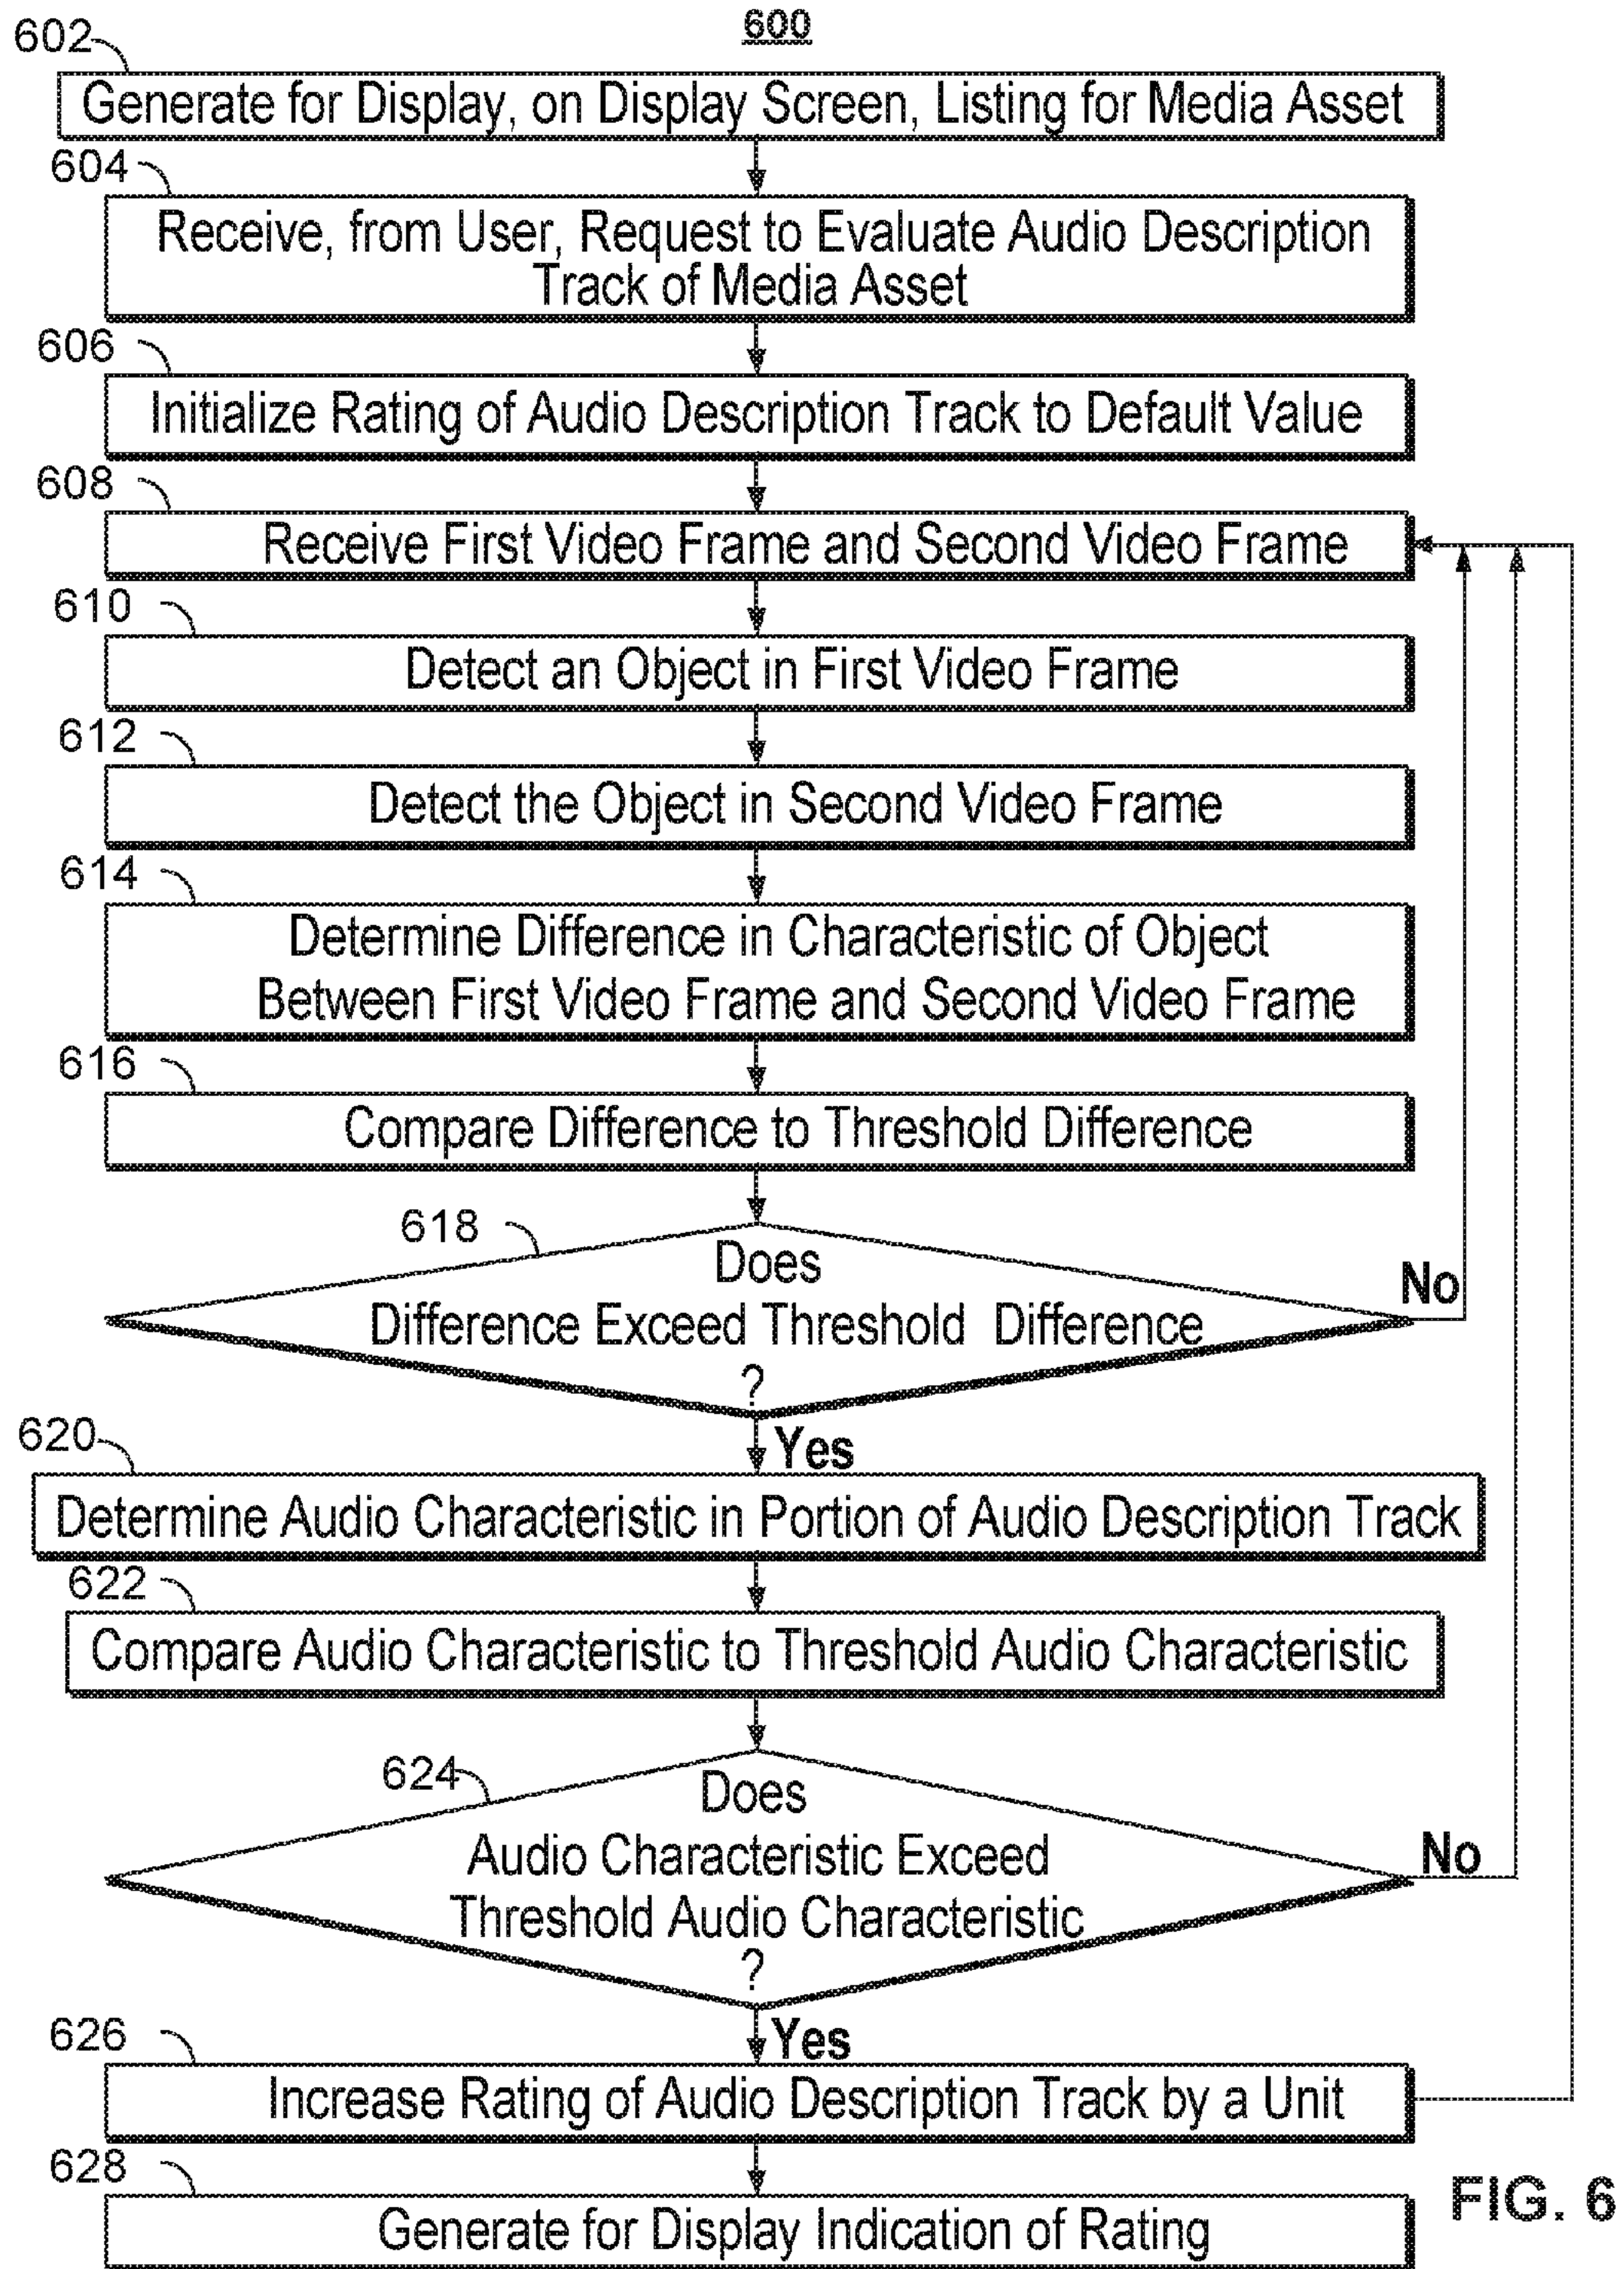 600
602
Generate for Display, on Display Screen, Listing for Media Asset
604
Receive, from User, Request to Evaluate Audio Description
Track of Media Asset
606
Initialize Rating of Audio Description Track to Default Value
608
Receive First Video Frame and Second Video Frame
610
Detect an Object in First Video Frame
612
Detect the Object in Second Video Frame
614
Determine Difference in Characteristic of Object
Between First Video Frame and Second Video Frame
616
Compare Difference to Threshold Difference
618
Does
Difference Exceed Threshold Difference
?
No
Yes
620
Determine Audio Characteristic in Portion of Audio Description Track
622
Compare Audio Characteristic to Threshold Audio Characteristic
624
Does
Audio Characteristic Exceed
Threshold Audio Characteristic
?
No
Yes
626
Increase Rating of Audio Description Track by a Unit
628
Generate for Display Indication of Rating
FIG. 6